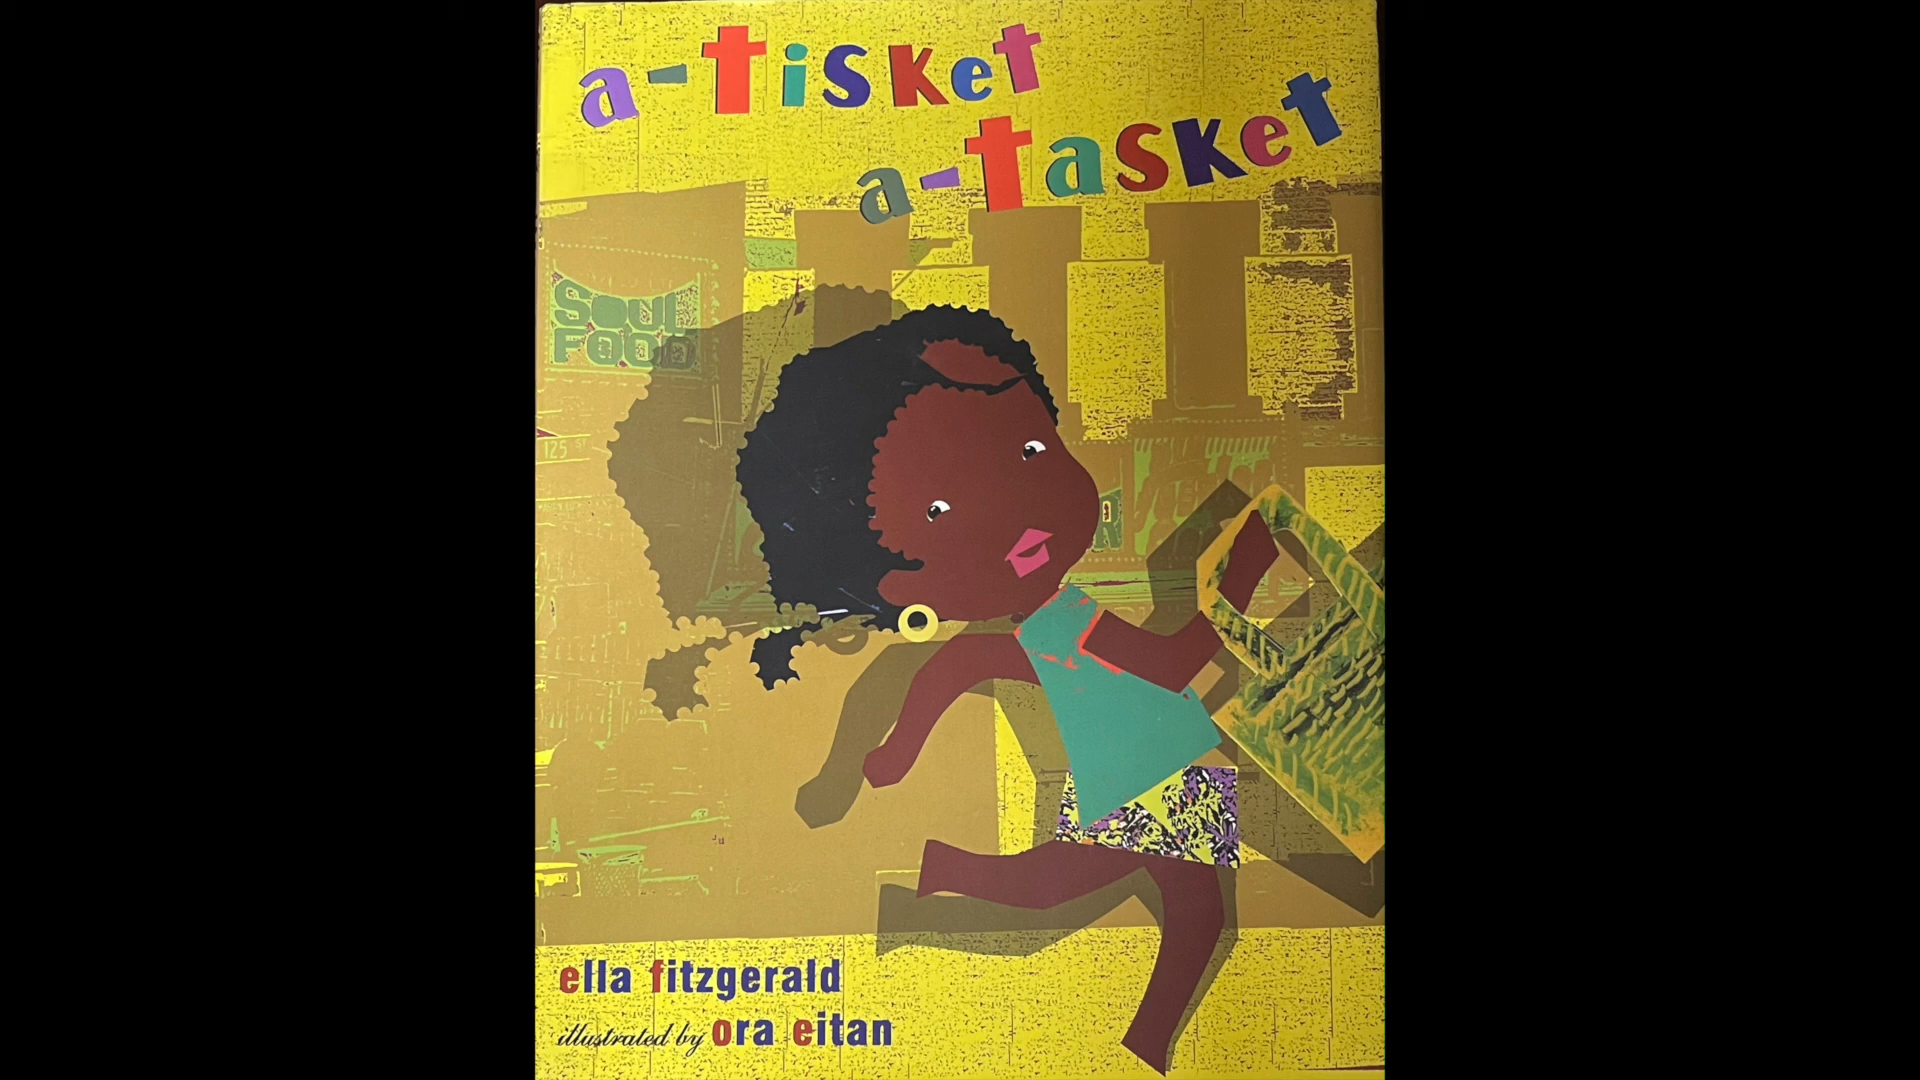 a-tisket
a-tasket
SOUL
FOOD
125 ST
ella fitzgerald
illustrated by ora eitan